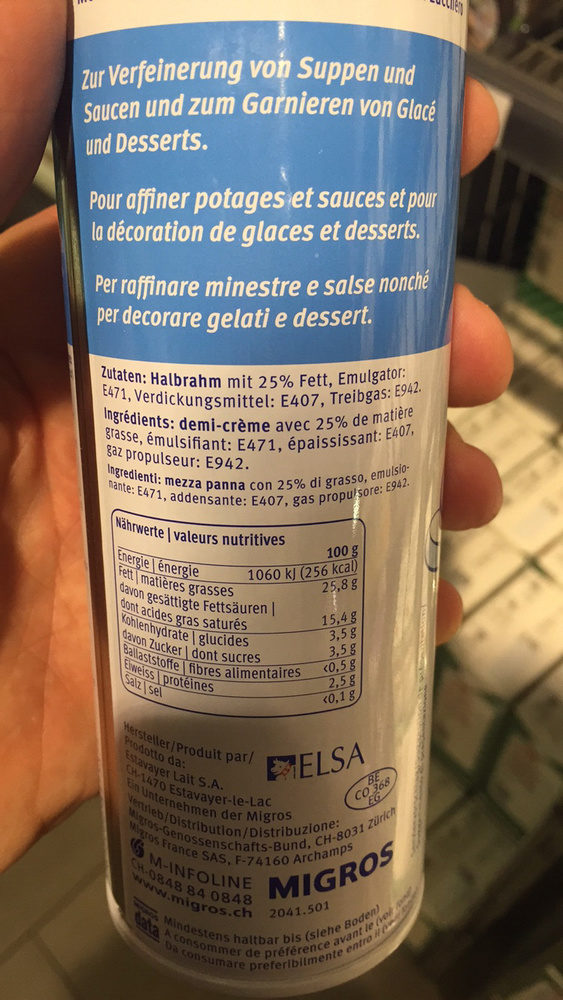 Zur Verfeinerung von Suppen und
Saucen und zum Garnieren von Glacé
und Desserts.
Pour affiner potages et sauces et pour
la décoration de glaces et desserts.
Per raffinare minestre e salse nonché
per decorare gelati e dessert.
Zutaten: Halbrahm mit 25% Fett, Emulgator:
E471, Verdickungsmittel: E407, Treibgas: E942.
Ingrédients: demi-crème avec 25% de matière
grasse, émulsifiant: E471, épaississant: E407,
gaz propulseur: E942.
Ingredienti: mezza panna con 25% di grasso, emulsio-
nante: E471, addensante: E407, gas propulsore: E942.
Nährwerte | valeurs nutritives
100 g
Energie | énergie 1060 kJ (256 kcal)
Fett | matières grasses 25,8 g
davon gesättigte Fettsäuren |
dont acides gras saturés 15,4 g
Kohlenhydrate | glucides 3,5 g
davon Zucker | dont sucres 3,5 g
Ballaststoffe | fibres alimentaires <0,5 g
Eiweiss | protéines 2,5 g
Salz | sel <0,1 g
Hersteller/Produit par/
Prodotto da:
Estavayer Lait S.A.
CH-1470 Estavayer-le-Lac
Ein Unternehmen der Migros
ELSA
BE
CO 368
EG
Vertrieb/Distribution/Distribuzione:
Migros-Genossenschafts-Bund, CH-8031 Zürich
Migros France SAS, F-74160 Archamps
M-INFOLINE
CH-0848 84 0848
www.migros.ch
MIGROS
2041.501
data
Mindestens haltbar bis (siehe Boden)
A consommer de préférence avant le (voir fond)
Da consumare preferibilmente entro il